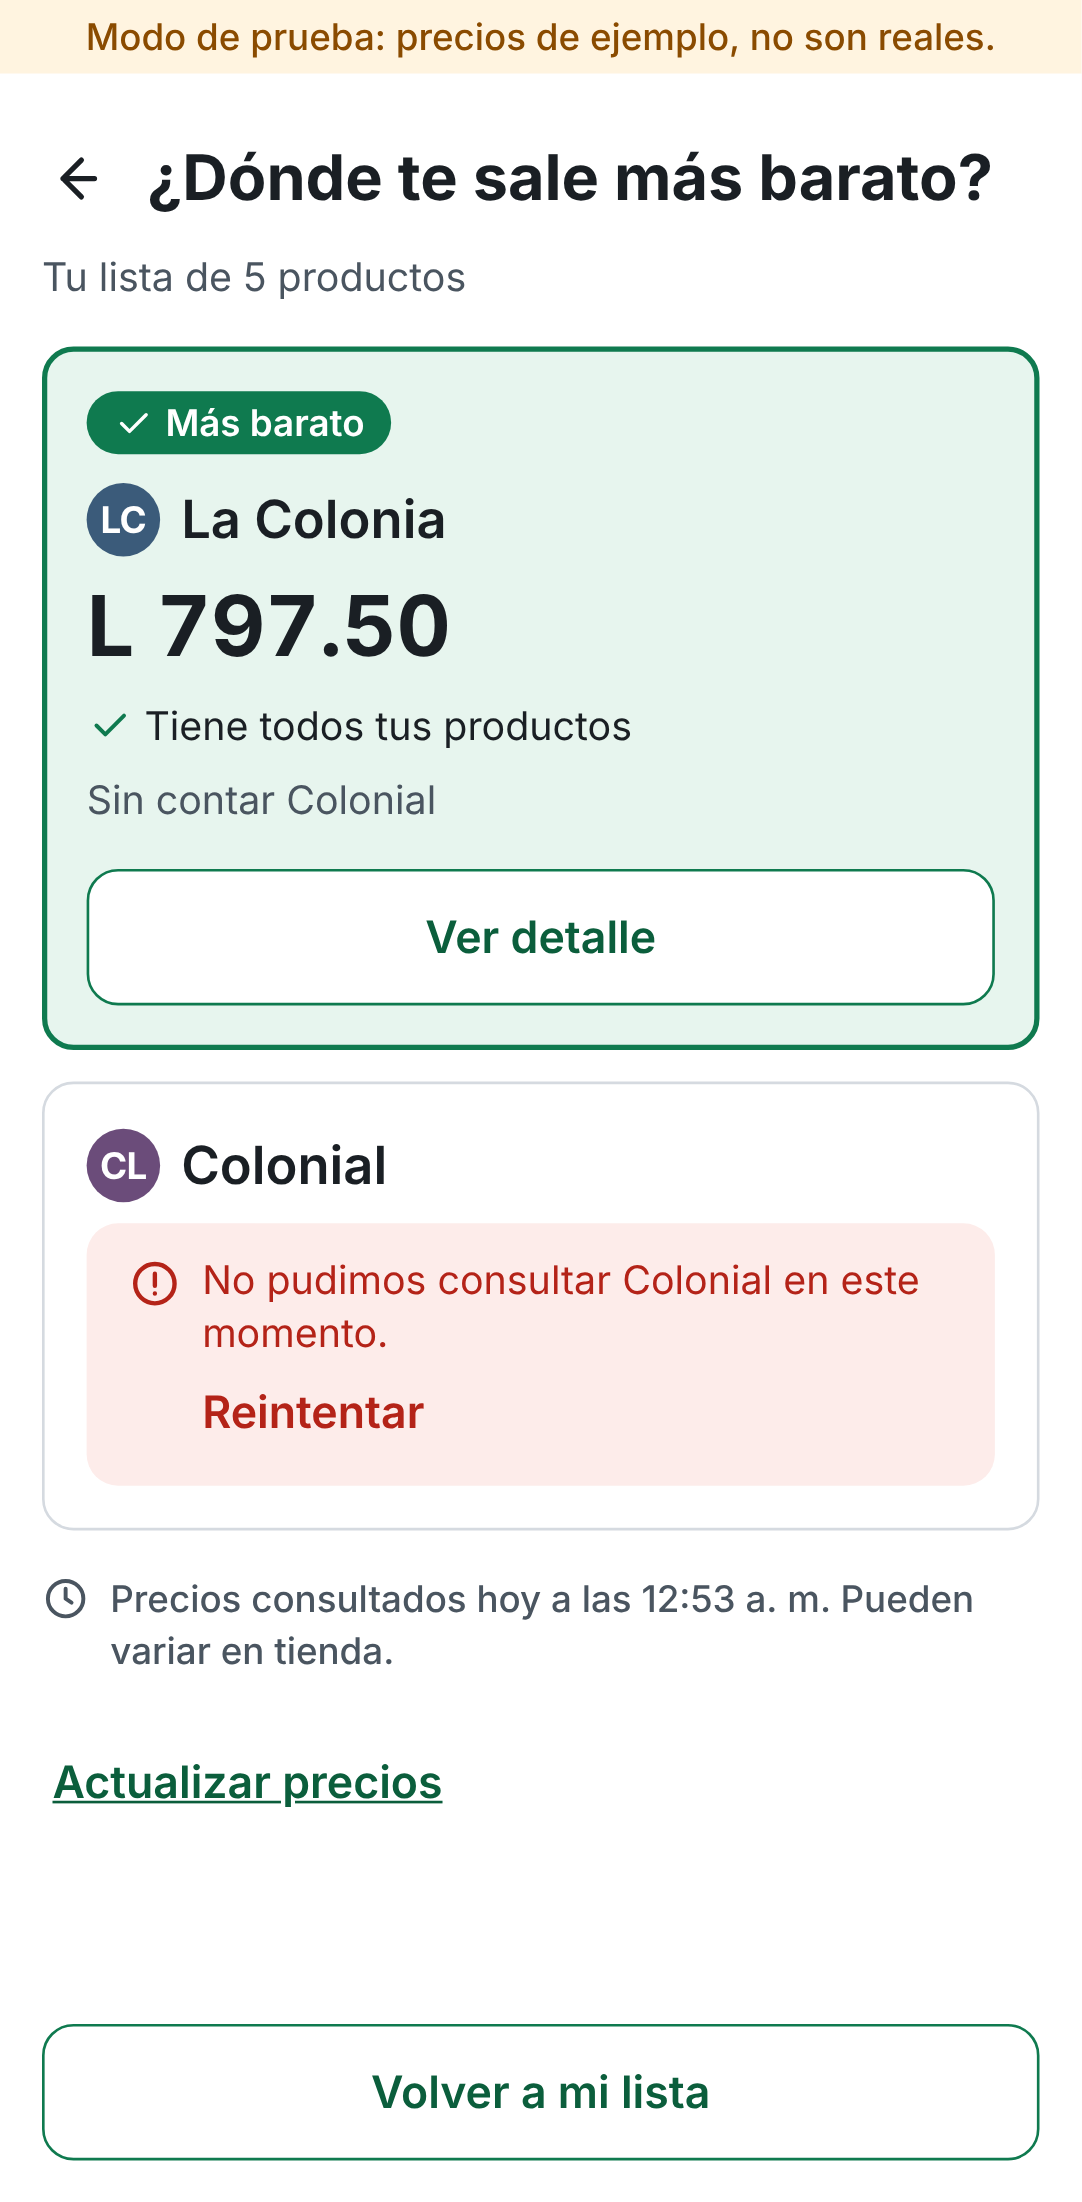 Modo de prueba: precios de ejemplo, no son reales.
¿Dónde te sale más barato?
Tu lista de 5 productos
Más barato
LC La Colonia
L 797.50
Tiene todos tus productos
Sin contar Colonial
Ver detalle
CL Colonial
No pudimos consultar Colonial en este
momento.
Reintentar
Precios consultados hoy a las 12:53 a. m. Pueden
variar en tienda.
Actualizar precios
Volver a mi lista